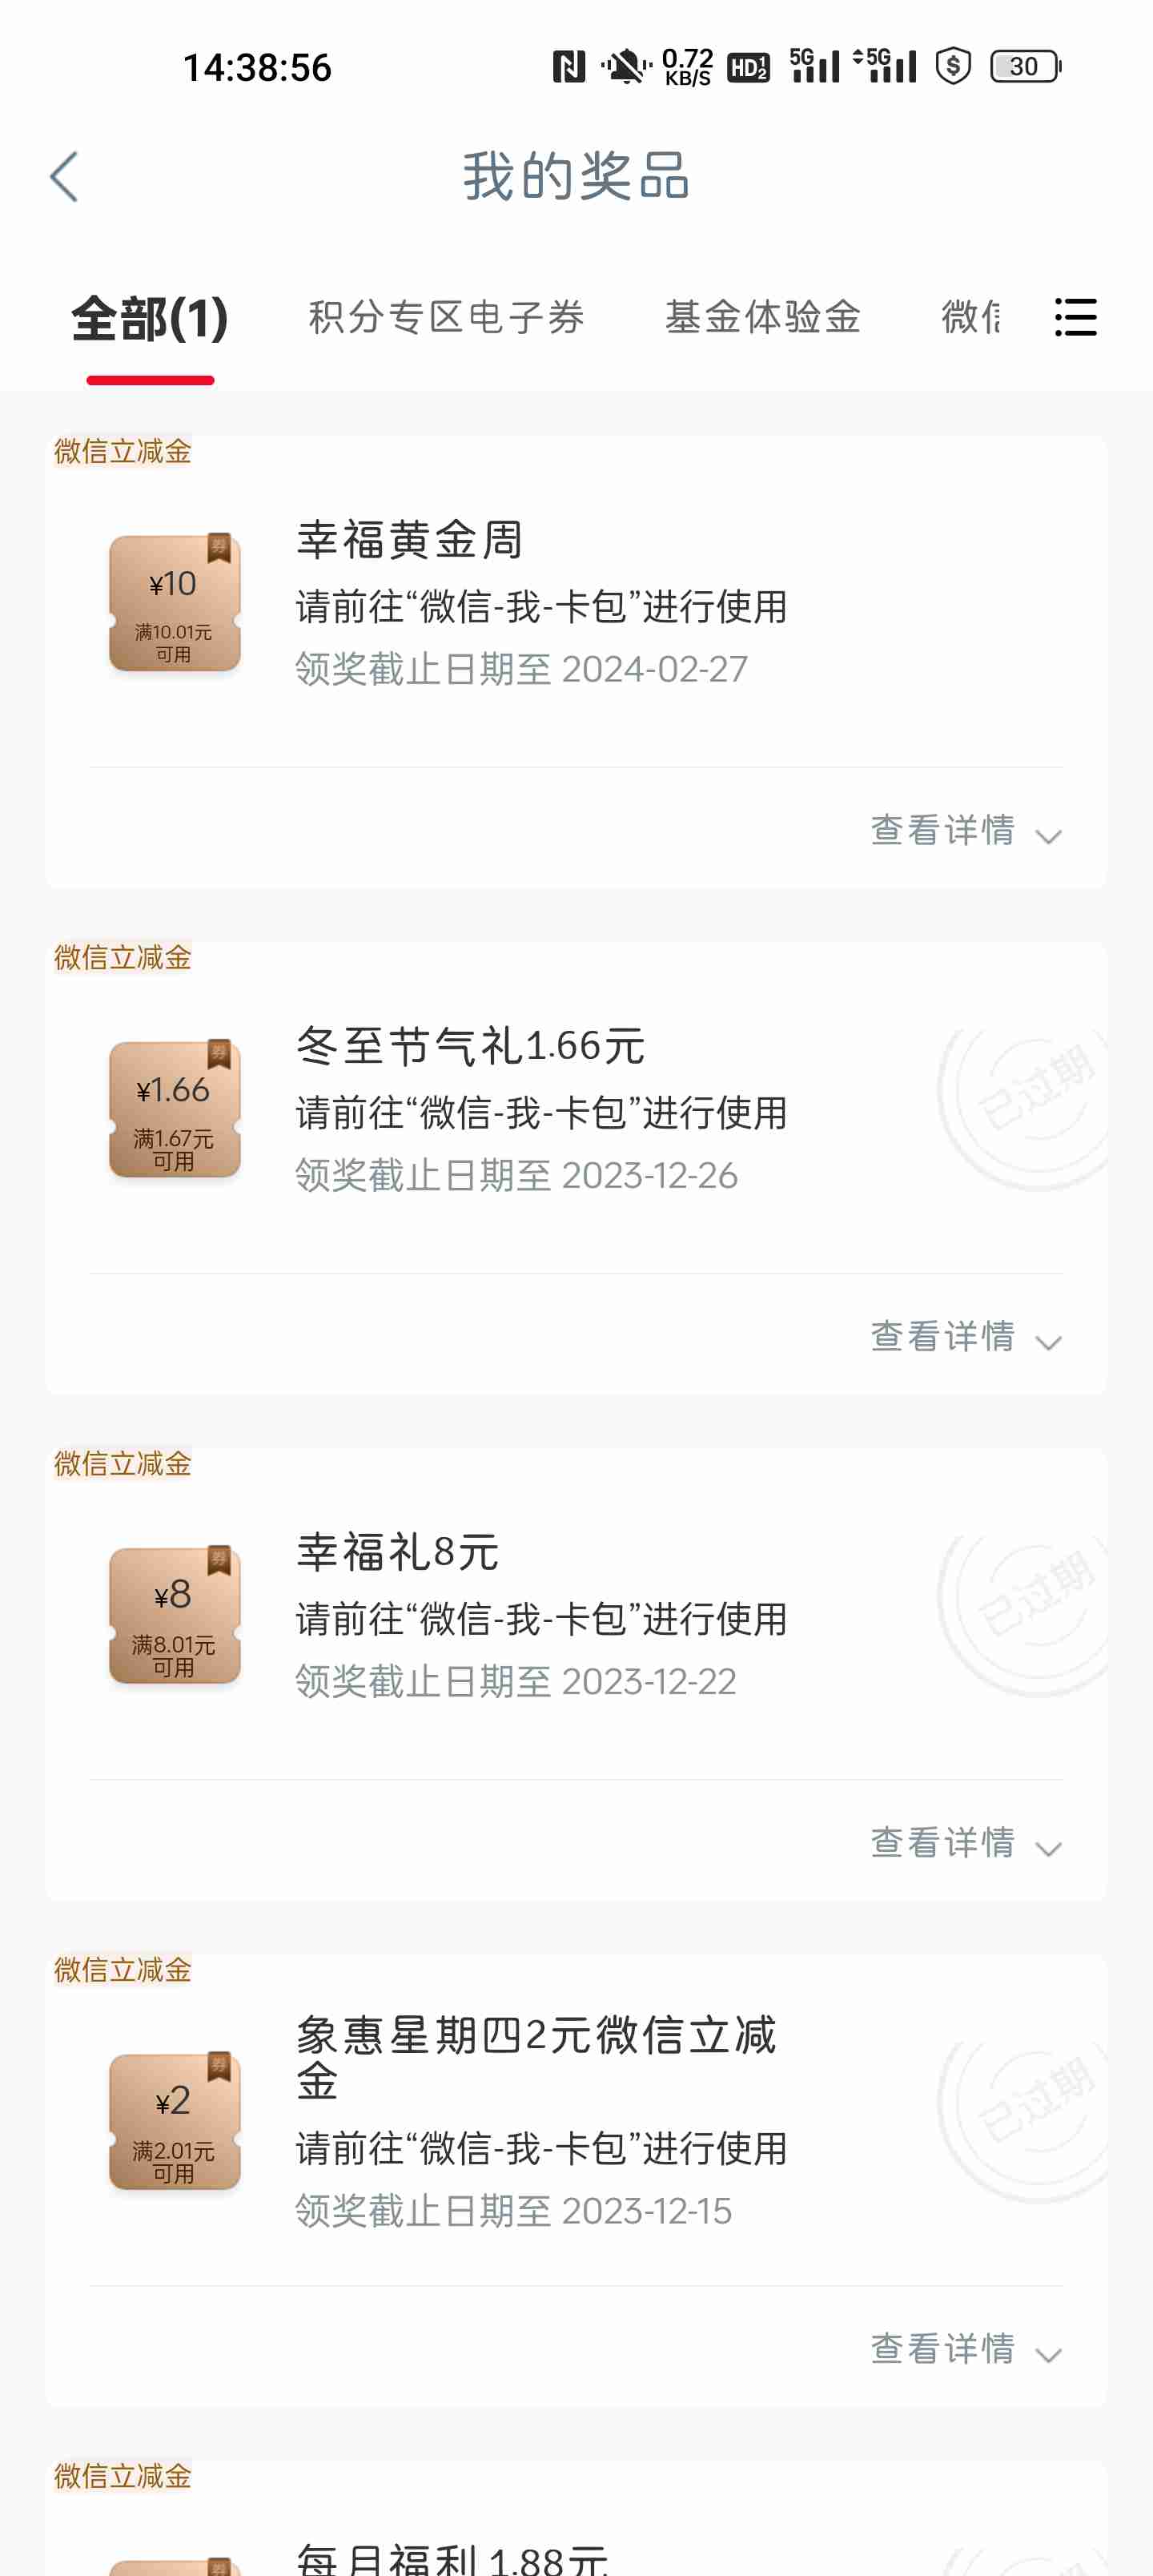 14:38:56
0.72
KB/S
HD 1 2
5G
5G
30
我的奖品
全部(1)
积分专区电子券
基金体验金
微信
微信立减金
券
¥10
满10.01元
可用
幸福黄金周
请前往“微信-我-卡包”进行使用
领奖截止日期至 2024-02-27
查看详情
微信立减金
券
¥1.66
满1.67元
可用
冬至节气礼1.66元
请前往“微信-我-卡包”进行使用
领奖截止日期至 2023-12-26
已过期
查看详情
微信立减金
券
¥8
满8.01元
可用
幸福礼8元
请前往“微信-我-卡包”进行使用
领奖截止日期至 2023-12-22
已过期
查看详情
微信立减金
券
¥2
满2.01元
可用
象惠星期四2元微信立减
金
请前往“微信-我-卡包”进行使用
领奖截止日期至 2023-12-15
已过期
查看详情
微信立减金
券
每月福利 1.88元